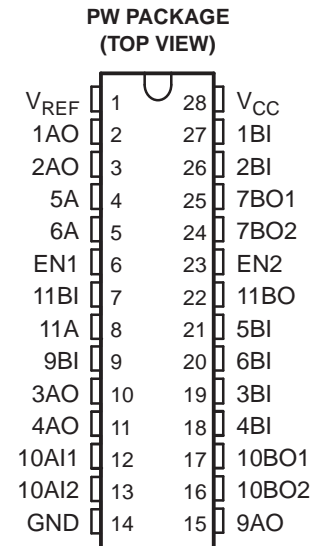 PW PACKAGE
(TOP VIEW)
VREF 1 28 VCC
1AO 2 27 1BI
2AO 3 26 2BI
5A 4 25 7BO1
6A 5 24 7BO2
EN1 6 23 EN2
11BI 7 22 11BO
11A 8 21 5BI
9BI 9 20 6BI
3AO 10 19 3BI
4AO 11 18 4BI
10AI1 12 17 10BO1
10AI2 13 16 10BO2
GND 14 15 9AO